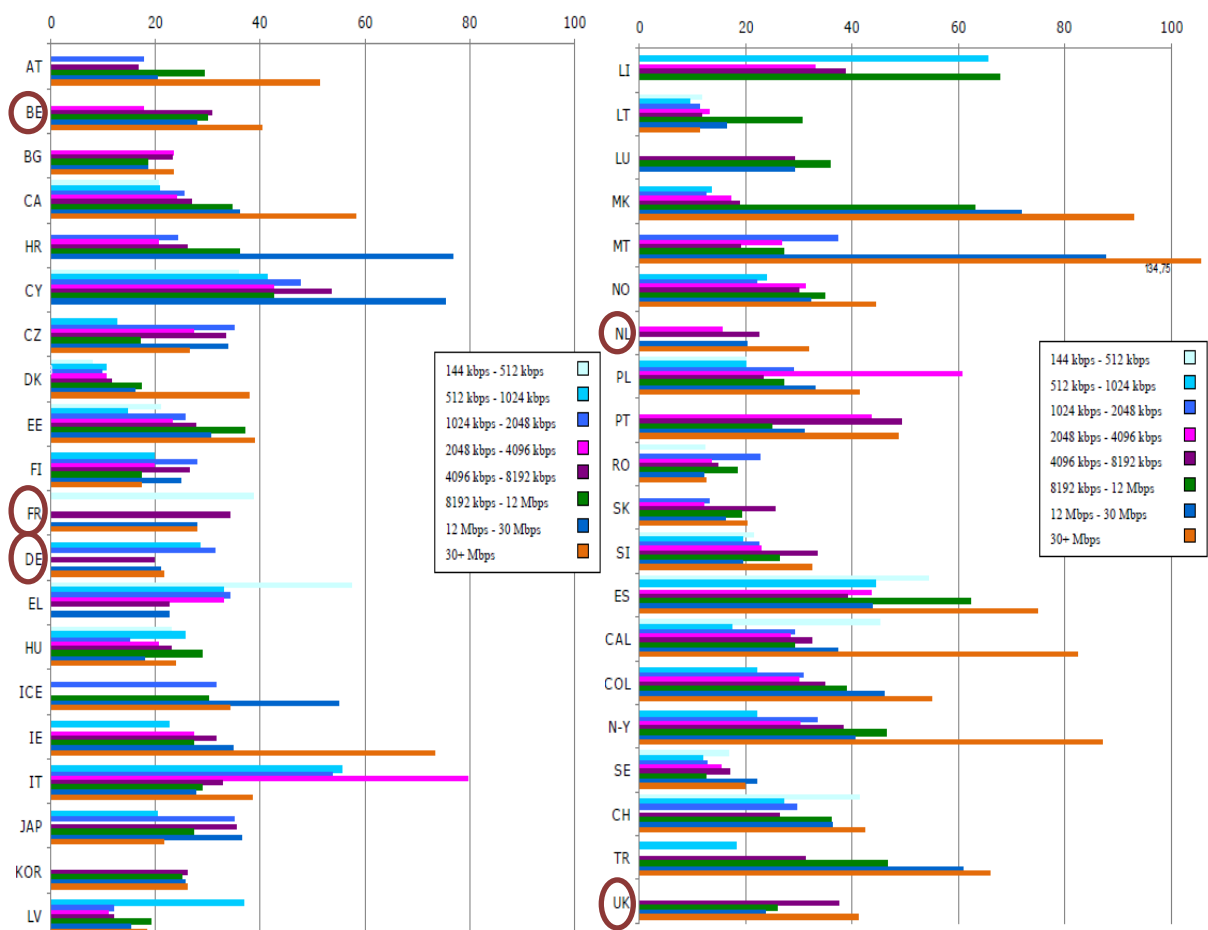 0 20 40 60 80 100
AT
BE
BG
CA
HR
CY
CZ
DK
EE
FI
FR
DE
EL
HU
ICE
IE
IT
JAP
KOR
LV
144 kbps - 512 kbps
512 kbps - 1024 kbps
1024 kbps - 2048 kbps
2048 kbps - 4096 kbps
4096 kbps - 8192 kbps
8192 kbps - 12 Mbps
12 Mbps - 30 Mbps
30+ Mbps
0 20 40 60 80 100
LI
LT
LU
MK
MT
134,75
NO
NL
PL
PT
RO
SK
SI
ES
CAL
COL
N-Y
SE
CH
TR
UK
144 kbps - 512 kbps
512 kbps - 1024 kbps
1024 kbps - 2048 kbps
2048 kbps - 4096 kbps
4096 kbps - 8192 kbps
8192 kbps - 12 Mbps
12 Mbps - 30 Mbps
30+ Mbps